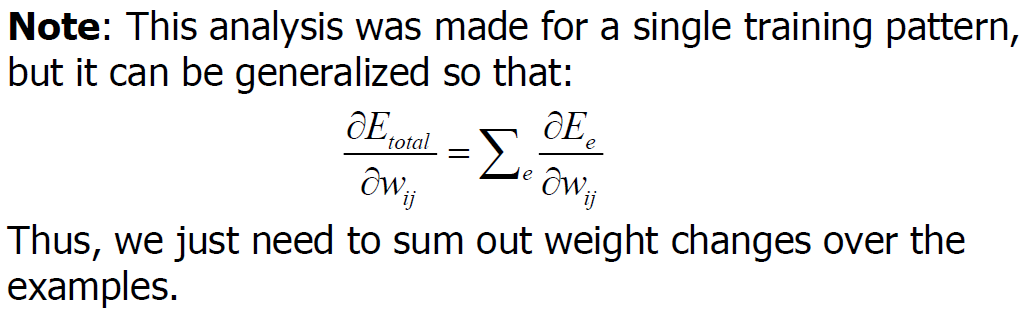 Note: This analysis was made for a single training pattern,
but it can be generalized so that:
∂E_total/∂w_ij = ∑_e ∂E_e/∂w_ij
Thus, we just need to sum out weight changes over the
examples.